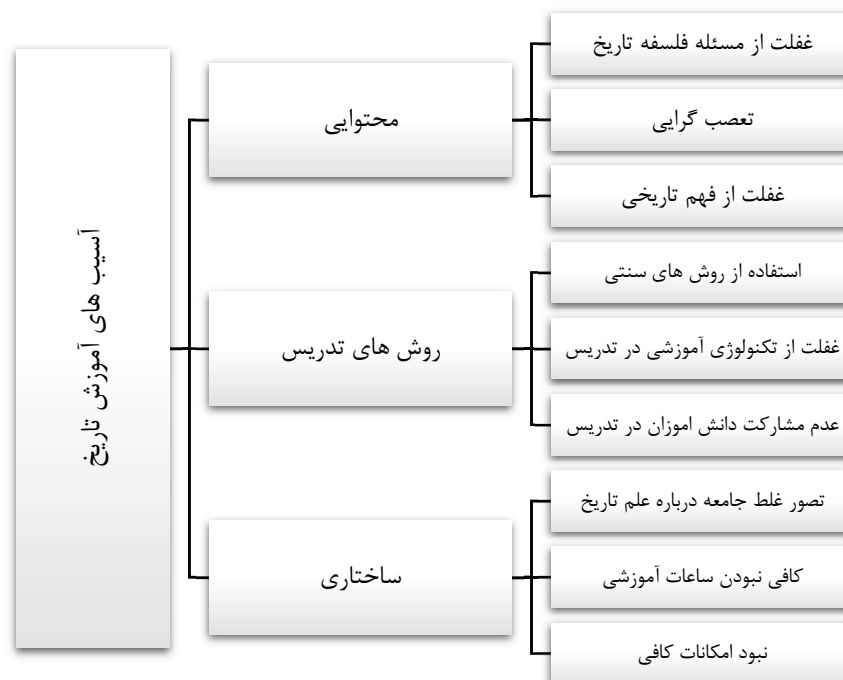 آسیب های آموزش تاریخ
محتوایی
غفلت از مسئله فلسفه تاریخ
تعصب گرایی
غفلت از فهم تاریخی
روش های تدریس
استفاده از روش های سنتی
غفلت از تکنولوژی آموزشی در تدریس
عدم مشارکت دانش اموزان در تدریس
ساختاری
تصور غلط جامعه درباره علم تاریخ
کافی نبودن ساعات آموزشی
نبود امکانات کافی